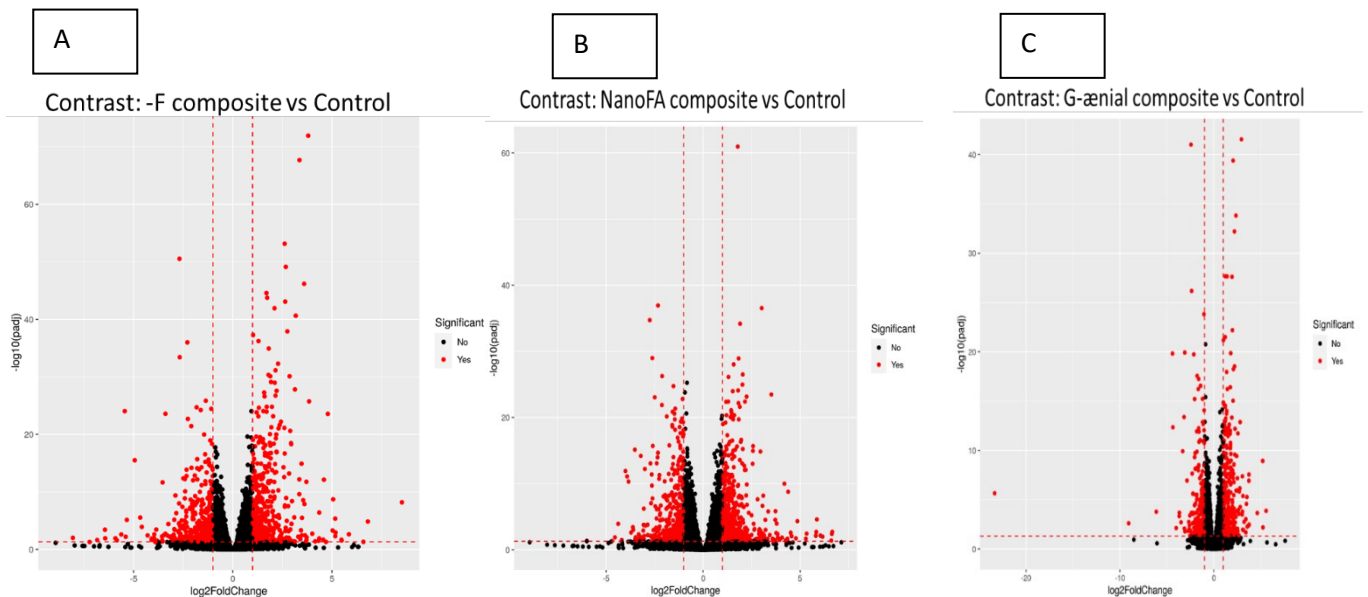 A
Contrast: -F composite vs Control
-log10(padj)
60
40
20
0
-5
0
5
log2FoldChange
Significant
No
Yes
B
Contrast: NanoFA composite vs Control
-log10(padj)
60
40
20
0
-5
0
5
log2FoldChange
Significant
No
Yes
C
Contrast: G-ænial composite vs Control
-log10(padj)
40
30
20
10
0
-20
-10
0
log2FoldChange
Significant
No
Yes